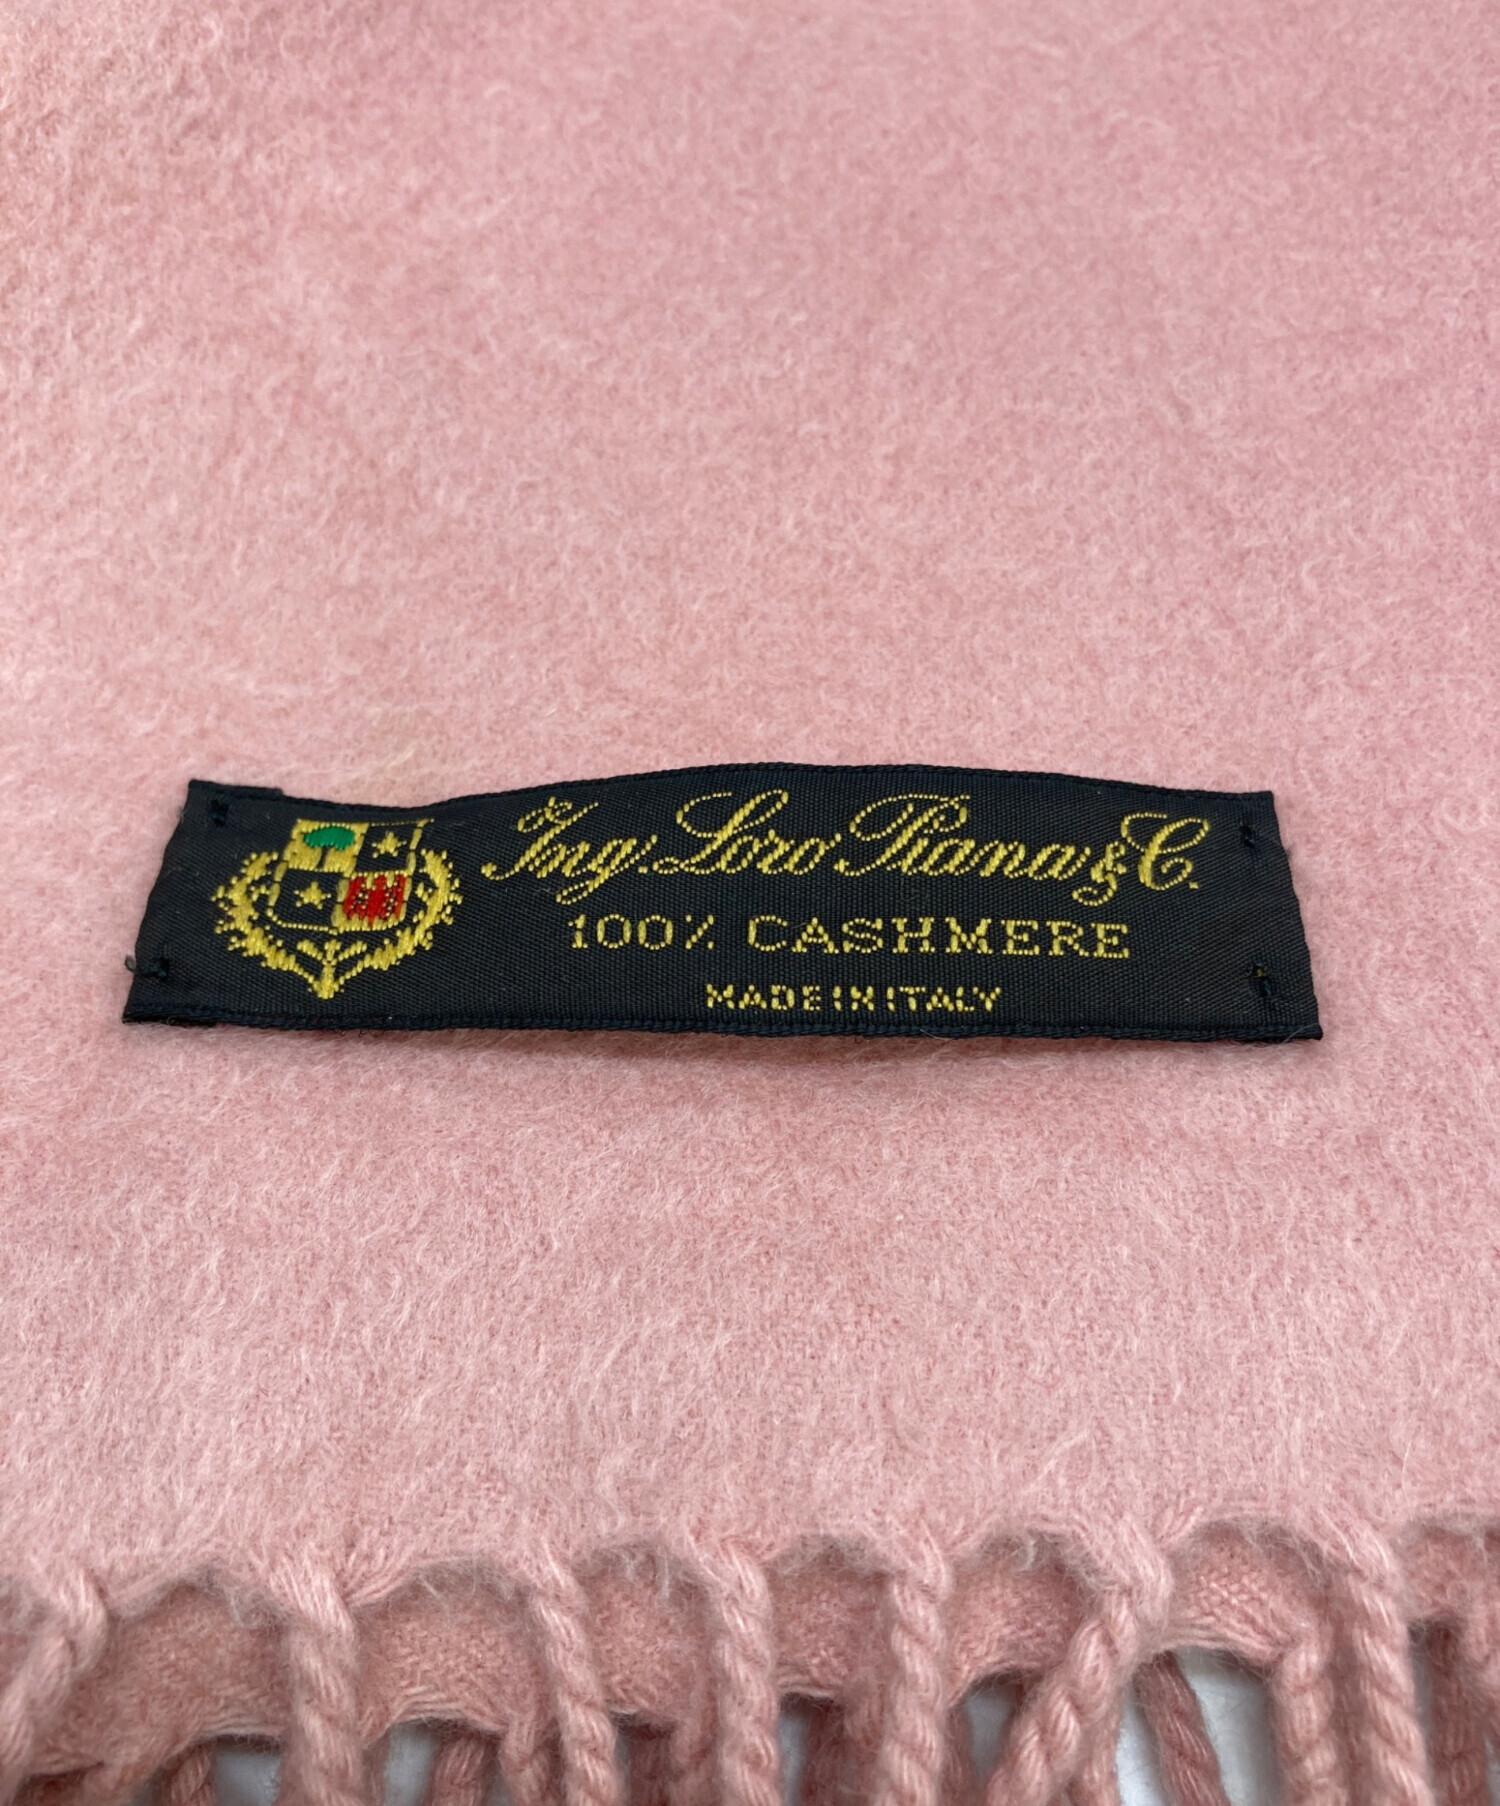 Ing. Loro Piana & C.
100% CASHMERE
MADE IN ITALY